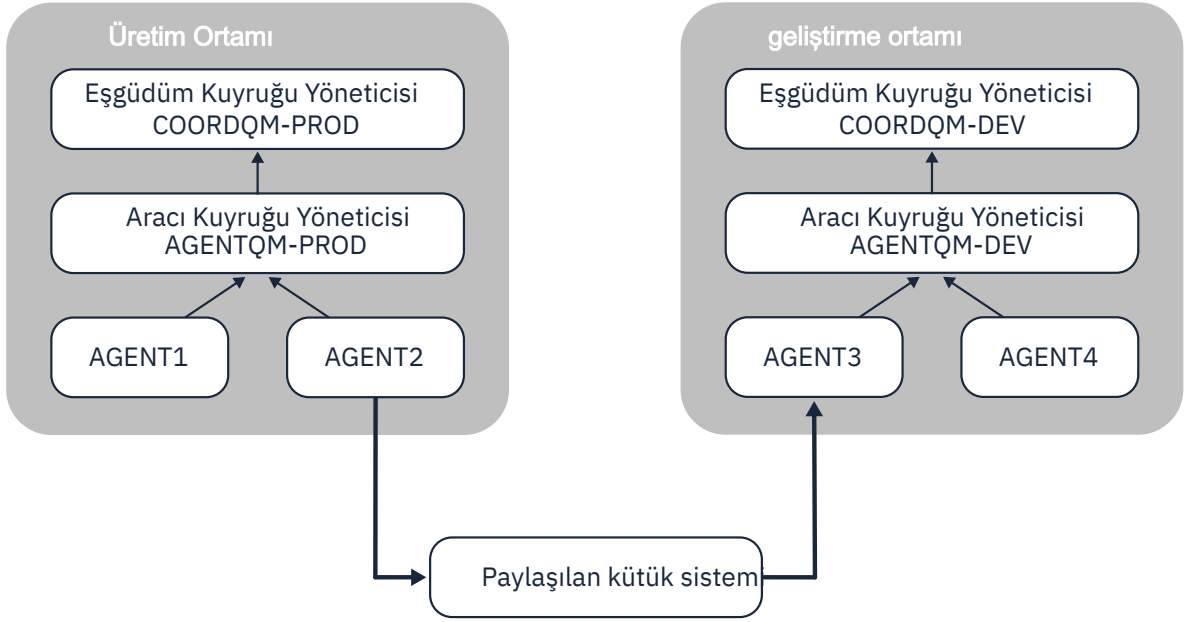 Üretim Ortamı
Eşgüdüm Kuyruğu Yöneticisi
COORDQM-PROD
Aracı Kuyruğu Yöneticisi
AGENTQM-PROD
AGENT1
AGENT2
geliştirme ortamı
Eşgüdüm Kuyruğu Yöneticisi
COORDQM-DEV
Aracı Kuyruğu Yöneticisi
AGENTQM-DEV
AGENT3
AGENT4
Paylaşılan kütük sistemi